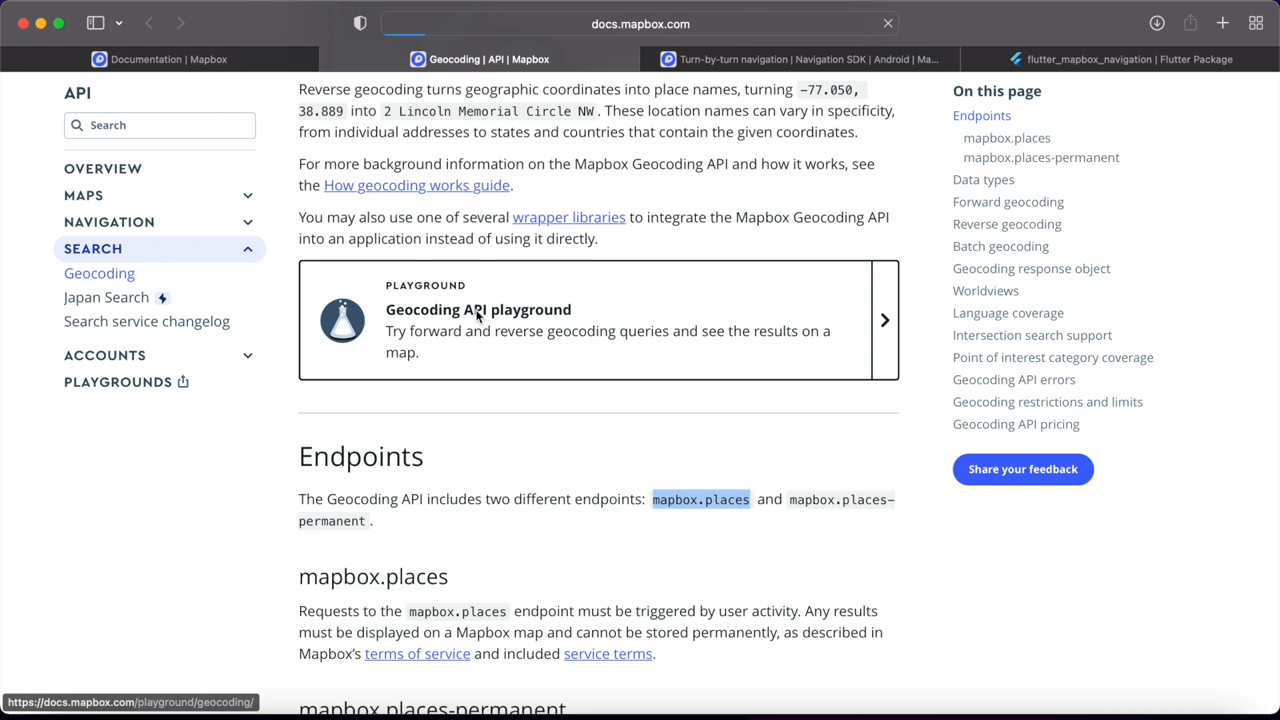 docs.mapbox.com
Documentation | Mapbox
Geocoding | API | Mapbox
Turn-by-turn navigation | Navigation SDK | Android | Ma...
flutter_mapbox_navigation | Flutter Package
API
Search
OVERVIEW
MAPS
NAVIGATION
SEARCH
Geocoding
Japan Search
Search service changelog
ACCOUNTS
PLAYGROUNDS
Reverse geocoding turns geographic coordinates into place names, turning -77.050,
38.889 into 2 Lincoln Memorial Circle NW. These location names can vary in specificity,
from individual addresses to states and countries that contain the given coordinates.
For more background information on the Mapbox Geocoding API and how it works, see
the How geocoding works guide.
You may also use one of several wrapper libraries to integrate the Mapbox Geocoding API
into an application instead of using it directly.
PLAYGROUND
Geocoding API playground
Try forward and reverse geocoding queries and see the results on a
map.
Endpoints
The Geocoding API includes two different endpoints: mapbox.places and mapbox.places-
permanent.
mapbox.places
Requests to the mapbox.places endpoint must be triggered by user activity. Any results
must be displayed on a Mapbox map and cannot be stored permanently, as described in
Mapbox's terms of service and included service terms.
mapbox.places-permanent
On this page
Endpoints
mapbox.places
mapbox.places-permanent
Data types
Forward geocoding
Reverse geocoding
Batch geocoding
Geocoding response object
Worldviews
Language coverage
Intersection search support
Point of interest category coverage
Geocoding API errors
Geocoding restrictions and limits
Geocoding API pricing
Share your feedback
https://docs.mapbox.com/playground/geocoding/